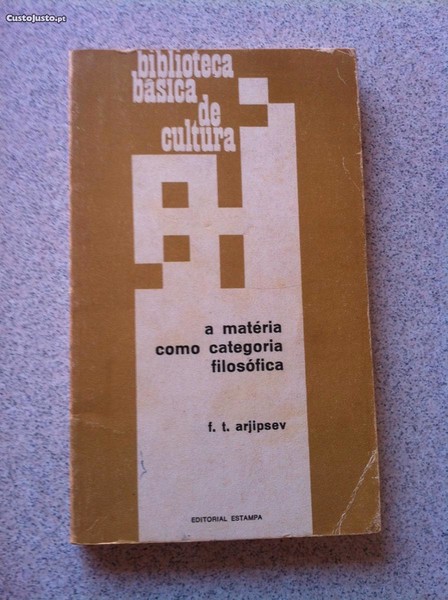 CustoJusto.pt
biblioteca
básica
de
cultura
a matéria
como categoria
filosófica
f. t. arjipsev
EDITORIAL ESTAMPA